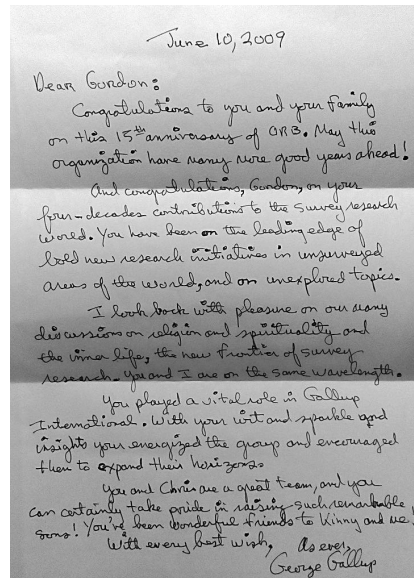 June 10, 2009
Dear Gordon:
Congratulations to you and your family
on this 15th anniversary of ORB. May this
organization have many more good years ahead!
And congratulations, Gordon, on your
four-decades contributions to the survey research
world. You have been on the leading edge of
bold new research initiatives in unsurveyed
areas of the world, and on unexplored topics.
I look back with pleasure on our many
discussions on religion and spirituality and
the inner life, the new frontier of survey
research. You and I are on the same wavelength.
You played a vital role in Gallup
International. With your wit and sparkle and
insights your energized the group and encouraged
them to expand their horizons.
You and Chris are a great team, and you
can certainly take pride in raising such remarkable
sons! You've been wonderful friends to Kinny and me!
With every best wish, As ever,
George Gallup